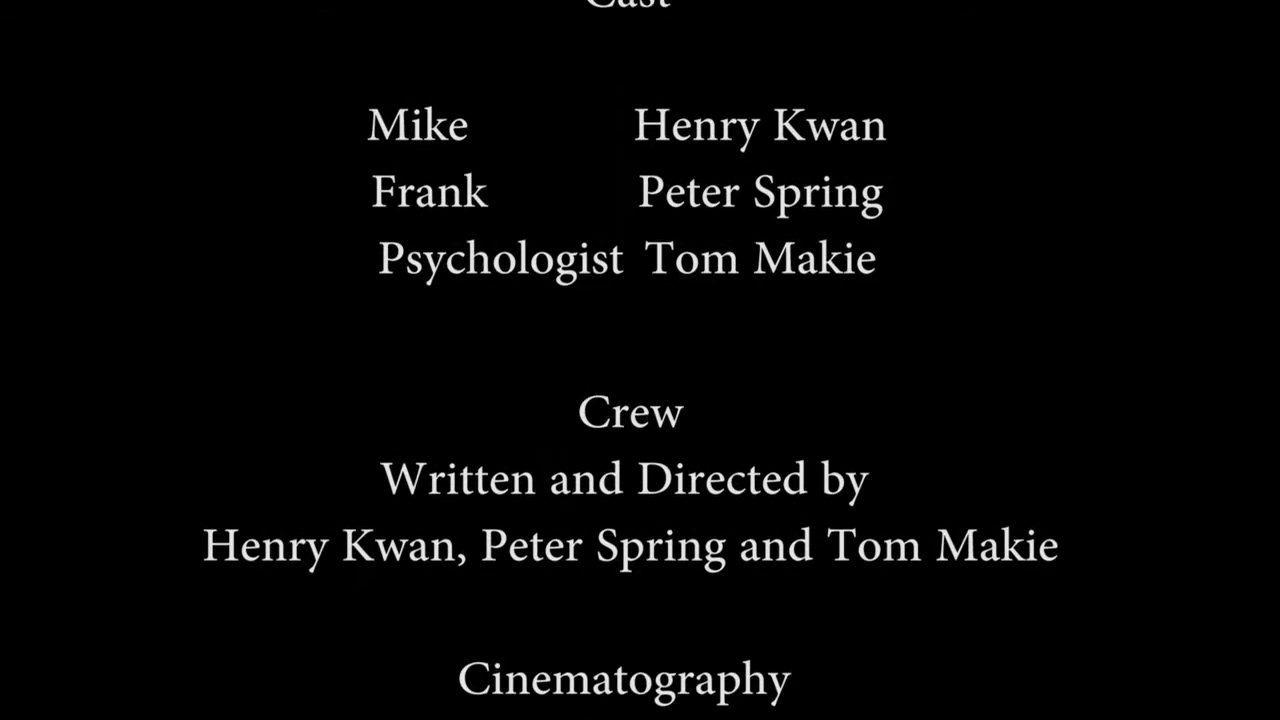 Cast
Mike Henry Kwan
Frank Peter Spring
Psychologist Tom Makie
Crew
Written and Directed by
Henry Kwan, Peter Spring and Tom Makie
Cinematography